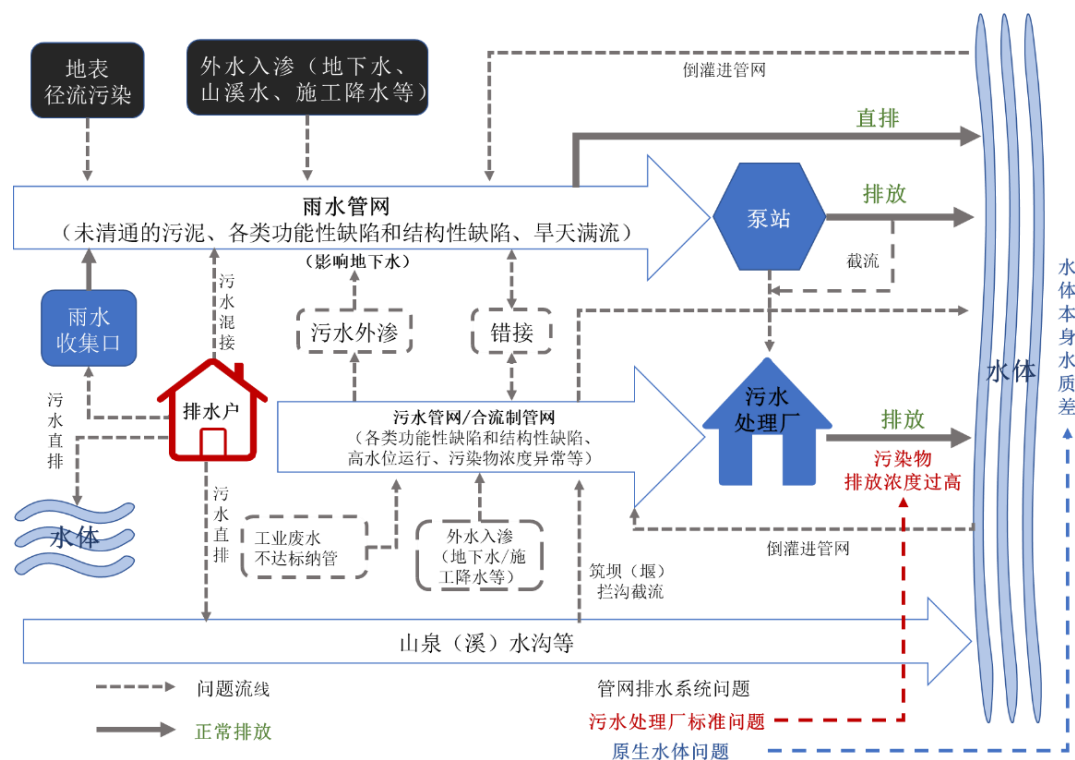 地表
径流污染
外水入渗（地下水、
山溪水、施工降水等）
倒灌进管网
直排
雨水管网
（未清通的污泥、各类功能性缺陷和结构性缺陷、旱天满流）
（影响地下水）
泵站
排放
截流
雨水
收集口
污水混接
污水外渗
错接
水体
水体本身水质差
污水直排
排水户
污水管网/合流制管网
（各类功能性缺陷和结构性缺陷、
高水位运行、污染物浓度异常等）
污水
处理厂
排放
污染物
排放浓度过高
水体
污水直排
工业废水
不达标纳管
外水入渗
（地下水/施
工降水等）
倒灌进管网
筑坝（堰）
拦沟截流
山泉（溪）水沟等
问题流线
正常排放
管网排水系统问题
污水处理厂标准问题
原生水体问题